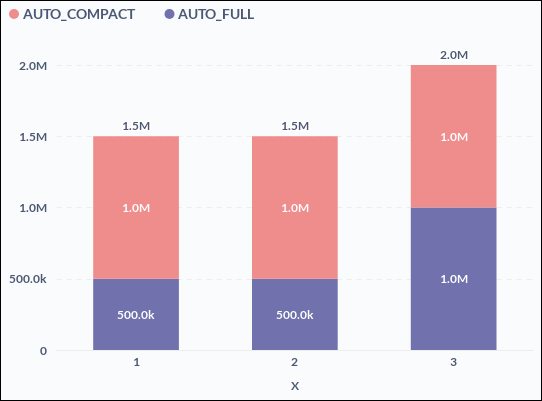 AUTO_COMPACT AUTO_FULL
2.0M
2.0M
1.5M 1.5M
1.5M
1.0M 1.0M 1.0M
1.0M
500.0k 1.0M
500.0k 500.0k
0
1 2 3
X